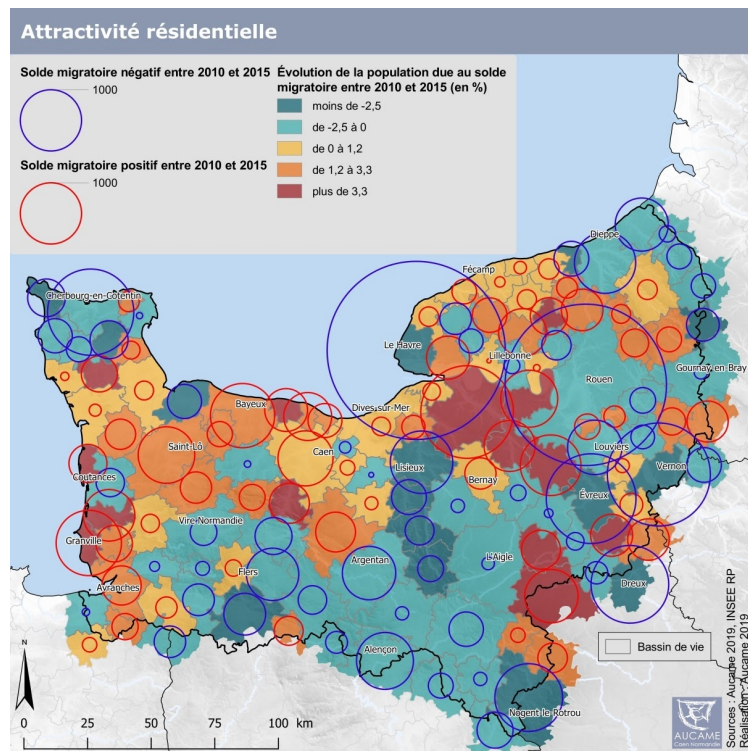 Attractivité résidentielle
Solde migratoire négatif entre 2010 et 2015
1000
Solde migratoire positif entre 2010 et 2015
1000
Évolution de la population due au solde
migratoire entre 2010 et 2015 (en %)
moins de -2,5
de -2,5 à 0
de 0 à 1,2
de 1,2 à 3,3
plus de 3,3
Dieppe
Fécamp
Cherbourg-en-Cotentin
Le Havre
Lillebonne
Gournay-en-Bray
Rouen
Bayeux
Dives-sur-Mer
Saint-Lô
Caen
Louviers
Lisieux
Vernon
Coutances
Bernay
Évreux
Vire Normandie
Granville
Argentan
L'Aigle
Flers
Dreux
Avranches
Alençon
Nogent-le-Rotrou
Bassin de vie
N
0 25 50 100 km
AUCAME
Caen Normandie
Sources : Aucame 2019, INSEE RP
Réalisation : Aucame 2019